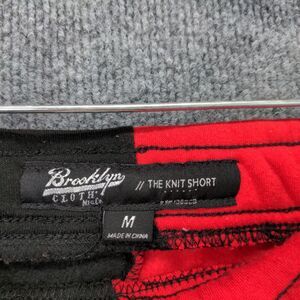 Brooklyn
CLOTH
// THE KNIT SHORT
M
MADE IN CHINA